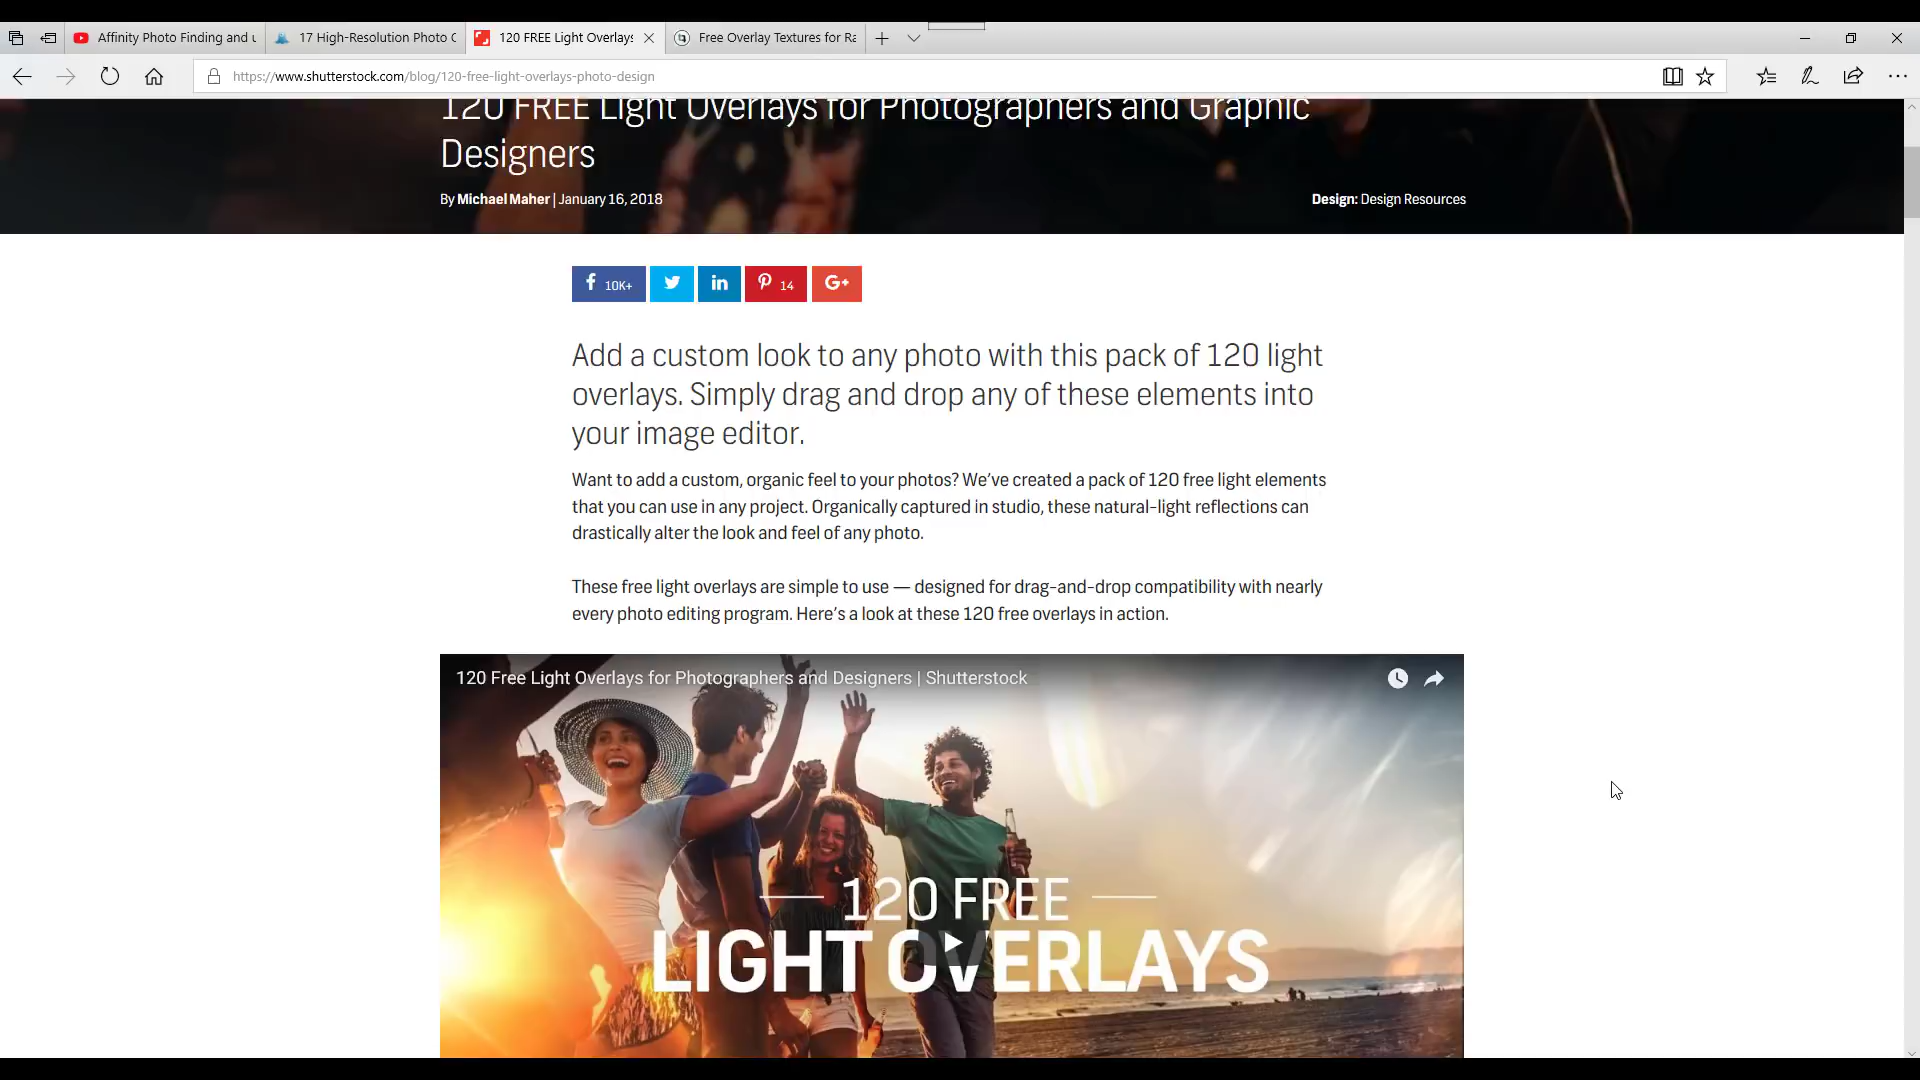 Affinity Photo Finding and u
17 High-Resolution Photo C
120 FREE Light Overlays
Free Overlay Textures for Ra
https://www.shutterstock.com/blog/120-free-light-overlays-photo-design
120 FREE Light Overlays for Photographers and Graphic
Designers
By Michael Maher | January 16, 2018
Design: Design Resources
10K+
in
14
G+
Add a custom look to any photo with this pack of 120 light
overlays. Simply drag and drop any of these elements into
your image editor.
Want to add a custom, organic feel to your photos? We’ve created a pack of 120 free light elements
that you can use in any project. Organically captured in studio, these natural-light reflections can
drastically alter the look and feel of any photo.
These free light overlays are simple to use — designed for drag-and-drop compatibility with nearly
every photo editing program. Here’s a look at these 120 free overlays in action.
120 Free Light Overlays for Photographers and Designers | Shutterstock
120 FREE
LIGHT OVERLAYS